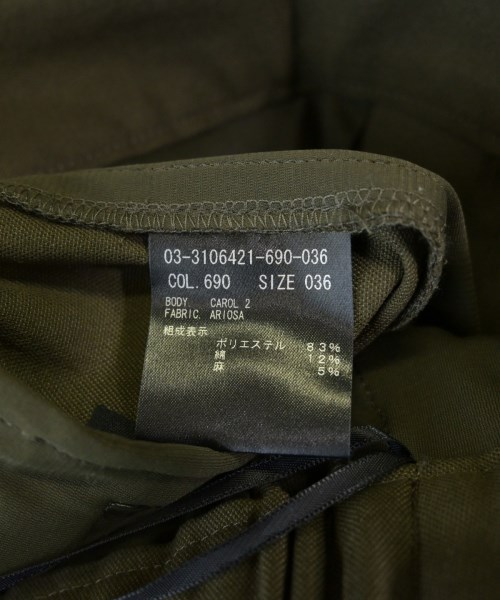 03-3106421-690-036
COL. 690 SIZE 036
BODY CAROL 2
FABRIC. ARIOSA
組成表示
ポリエステル 83%
綿 12%
麻 5%